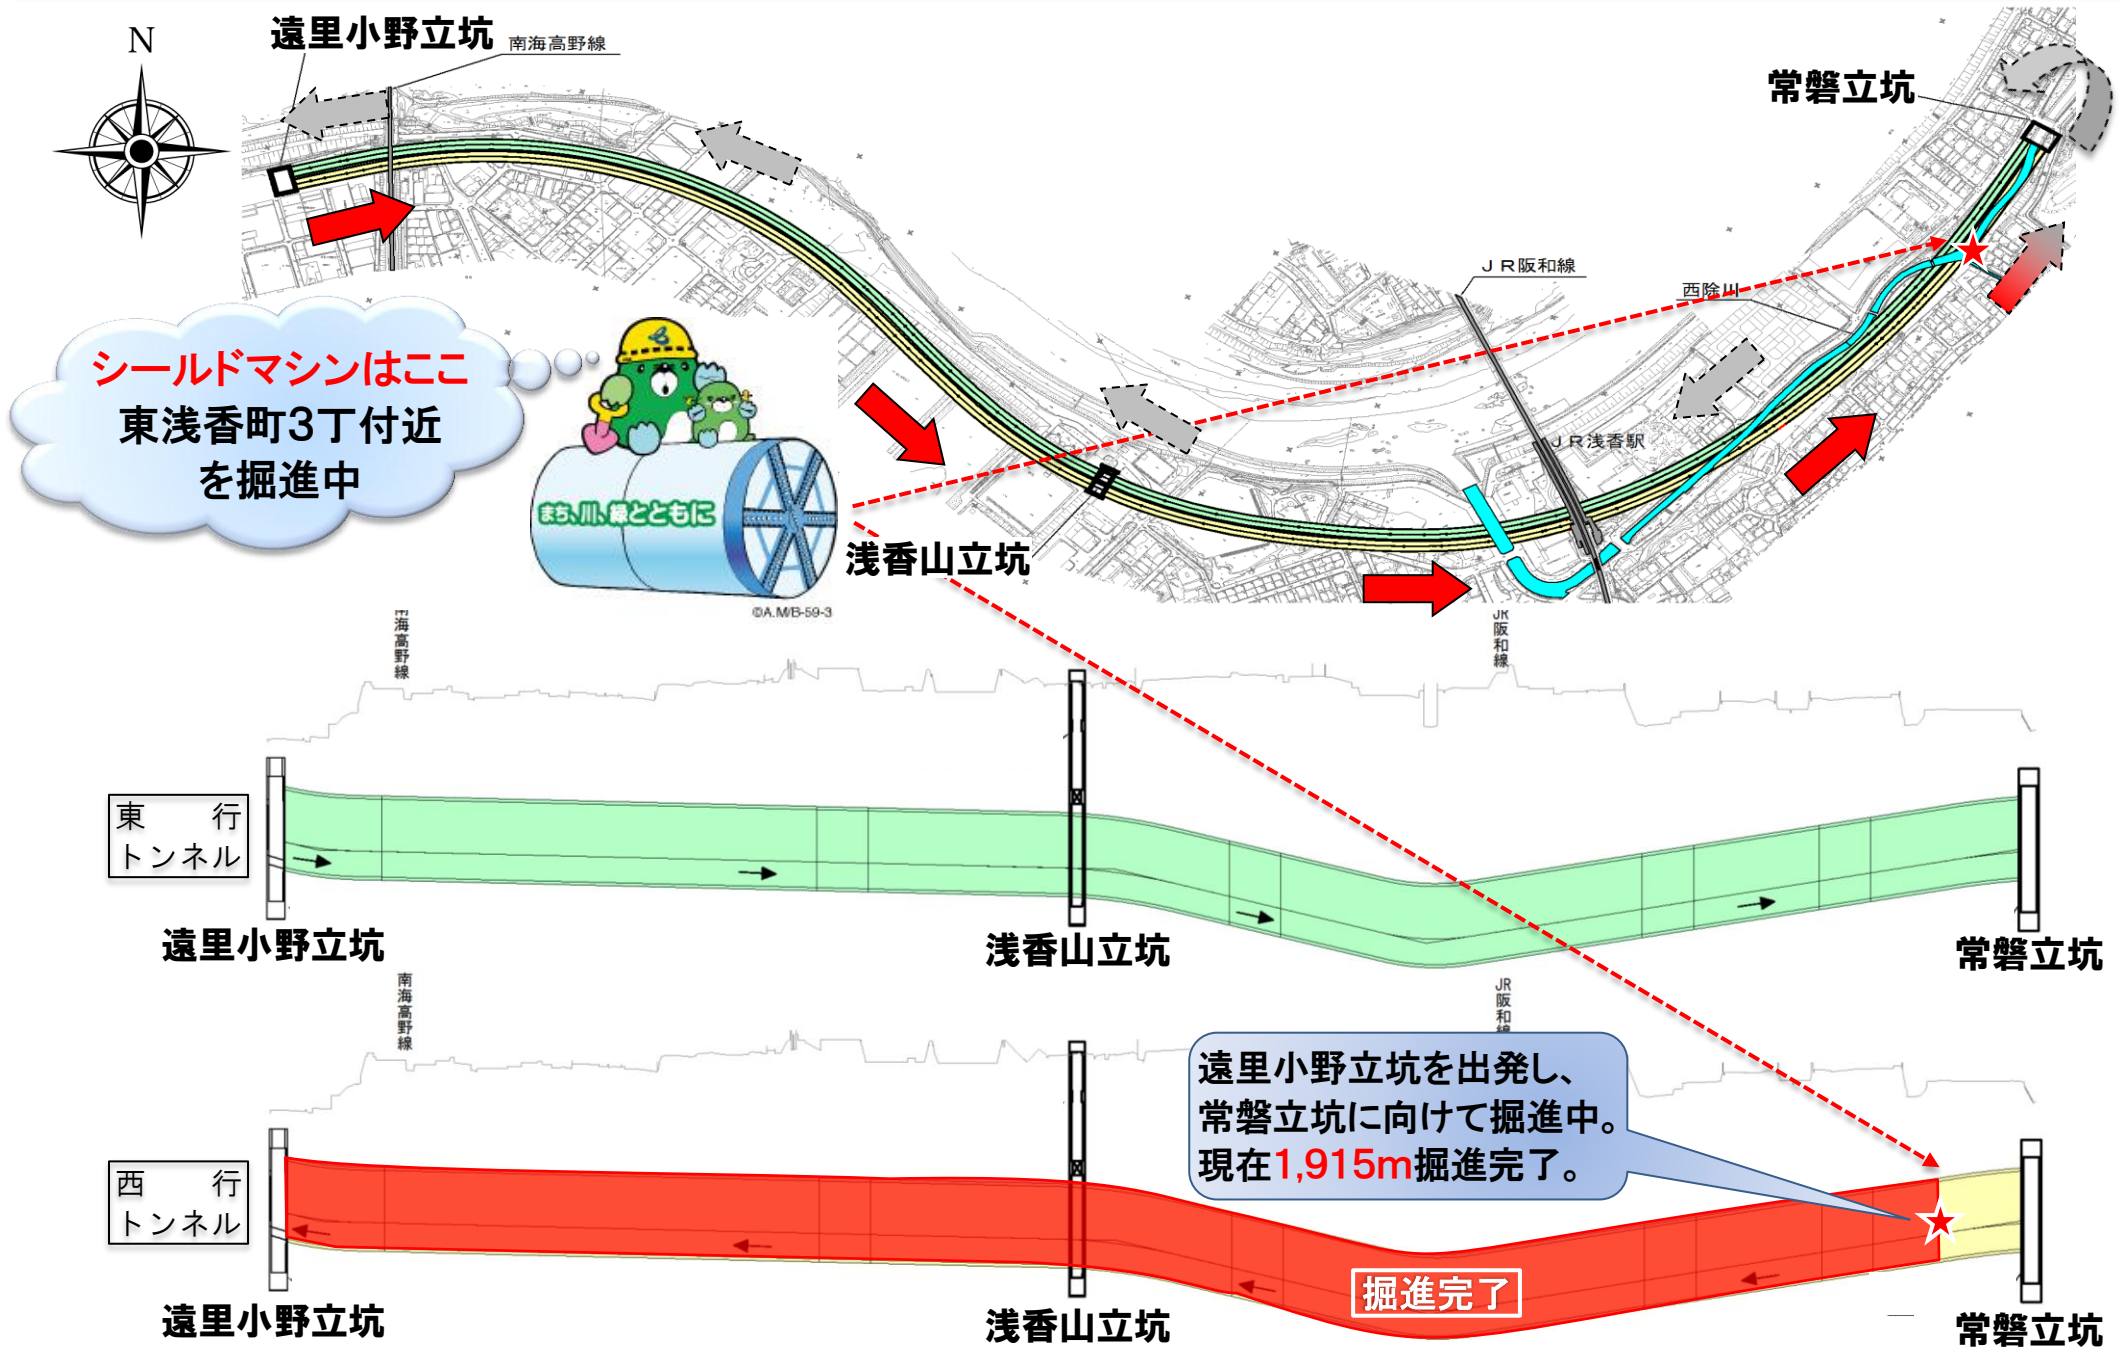 N
遠里小野立坑
南海高野線
常磐立坑
JR阪和線
西除川
シールドマシンはここ
東浅香町3丁付近
を掘進中
JR浅香駅
まち、川、緑とともに
浅香山立坑
©A.M/B-59-3
南海高野線
JR阪和線
東 行
トンネル
遠里小野立坑
浅香山立坑
常磐立坑
南海高野線
JR阪和線
遠里小野立坑を出発し、
常磐立坑に向けて掘進中。
現在1,915m掘進完了。
西 行
トンネル
掘進完了
遠里小野立坑
浅香山立坑
常磐立坑